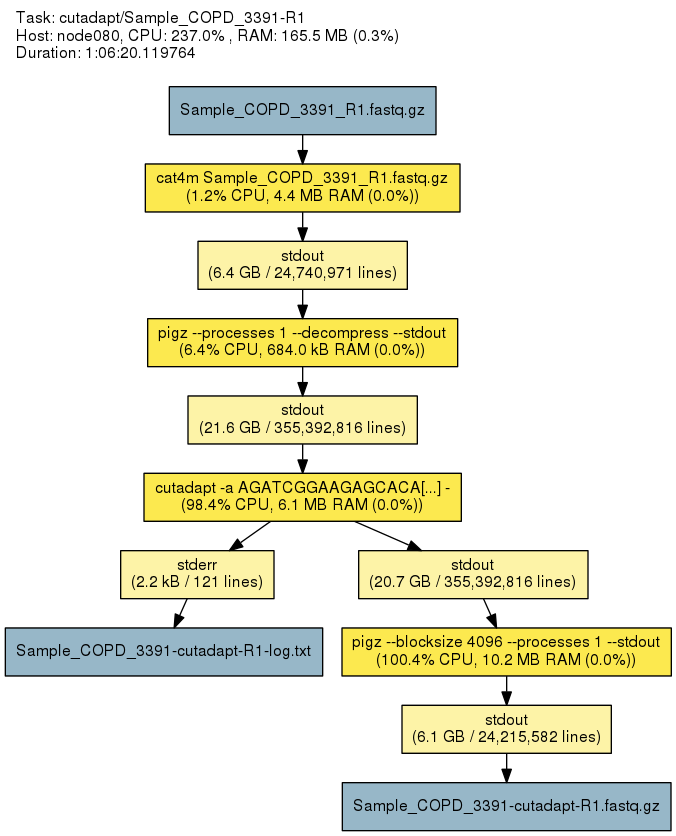 Task: cutadapt/Sample_COPD_3391-R1
Host: node080, CPU: 237.0% , RAM: 165.5 MB (0.3%)
Duration: 1:06:20.119764
Sample_COPD_3391_R1.fastq.gz
cat4m Sample_COPD_3391_R1.fastq.gz
(1.2% CPU, 4.4 MB RAM (0.0%))
stdout
(6.4 GB / 24,740,971 lines)
pigz --processes 1 --decompress --stdout
(6.4% CPU, 684.0 kB RAM (0.0%))
stdout
(21.6 GB / 355,392,816 lines)
cutadapt -a AGATCGGAAGAGCACA[...] -
(98.4% CPU, 6.1 MB RAM (0.0%))
stderr
(2.2 kB / 121 lines)
stdout
(20.7 GB / 355,392,816 lines)
Sample_COPD_3391-cutadapt-R1-log.txt
pigz --blocksize 4096 --processes 1 --stdout
(100.4% CPU, 10.2 MB RAM (0.0%))
stdout
(6.1 GB / 24,215,582 lines)
Sample_COPD_3391-cutadapt-R1.fastq.gz